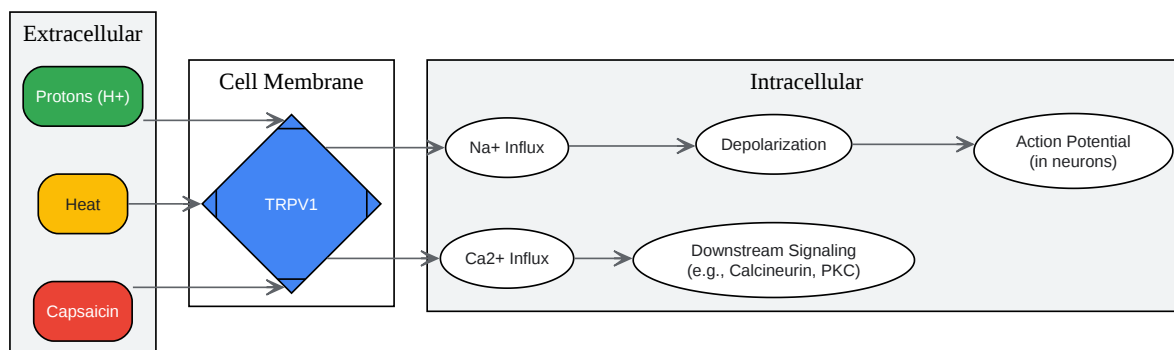 Extracellular
Protons (H+)
Heat
Capsaicin
Cell Membrane
TRPV1
Intracellular
Na+ Influx
Depolarization
Action Potential
(in neurons)
Ca2+ Influx
Downstream Signaling
(e.g., Calcineurin, PKC)